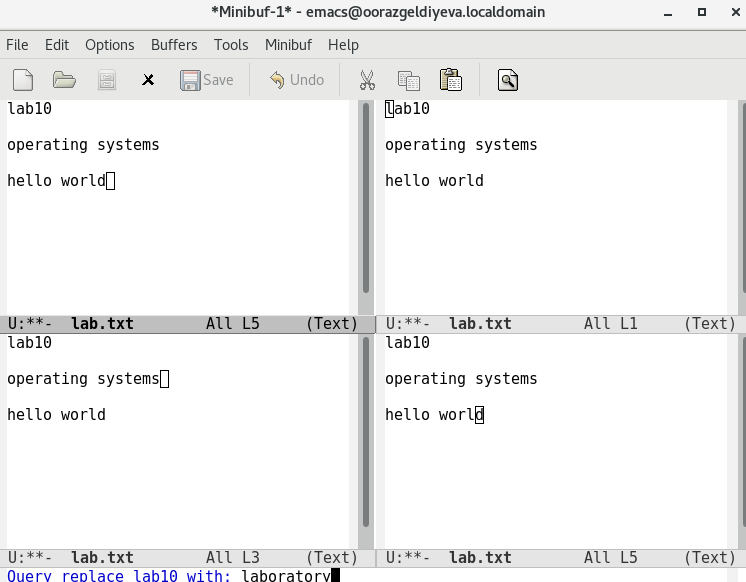 *Minibuf-1* - emacs@oorazgeldiyeva.localdomain
File Edit Options Buffers Tools Minibuf Help
Save Undo
lab10
operating systems
hello world
U:**- lab.txt All L5 (Text)
lab10
operating systems
hello world
U:**- lab.txt All L1 (Text)
lab10
operating systems
hello world
U:**- lab.txt All L3 (Text)
lab10
operating systems
hello world
U:**- lab.txt All L5 (Text)
Query replace lab10 with: laboratory